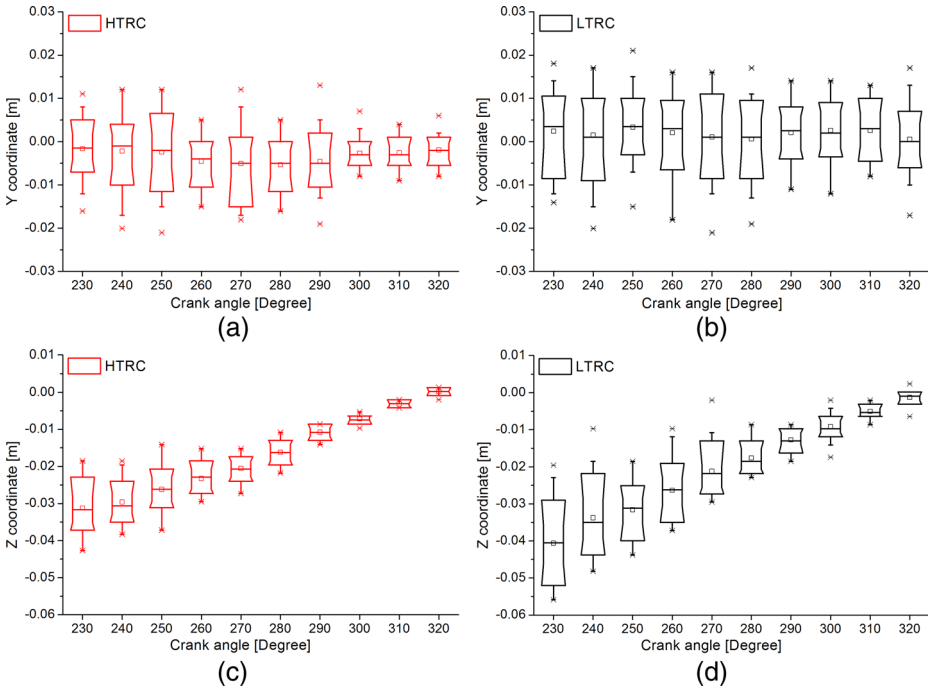 HTRC
Y coordinate [m]
0.03
0.02
0.01
0.00
-0.01
-0.02
-0.03
230 240 250 260 270 280 290 300 310 320
Crank angle [Degree]
(a)
LTRC
Y coordinate [m]
0.03
0.02
0.01
0.00
-0.01
-0.02
-0.03
230 240 250 260 270 280 290 300 310 320
Crank angle [Degree]
(b)
HTRC
Z coordinate [m]
0.01
0.00
-0.01
-0.02
-0.03
-0.04
-0.05
-0.06
230 240 250 260 270 280 290 300 310 320
Crank angle [Degree]
(c)
LTRC
Z coordinate [m]
0.01
0.00
-0.01
-0.02
-0.03
-0.04
-0.05
-0.06
230 240 250 260 270 280 290 300 310 320
Crank angle [Degree]
(d)